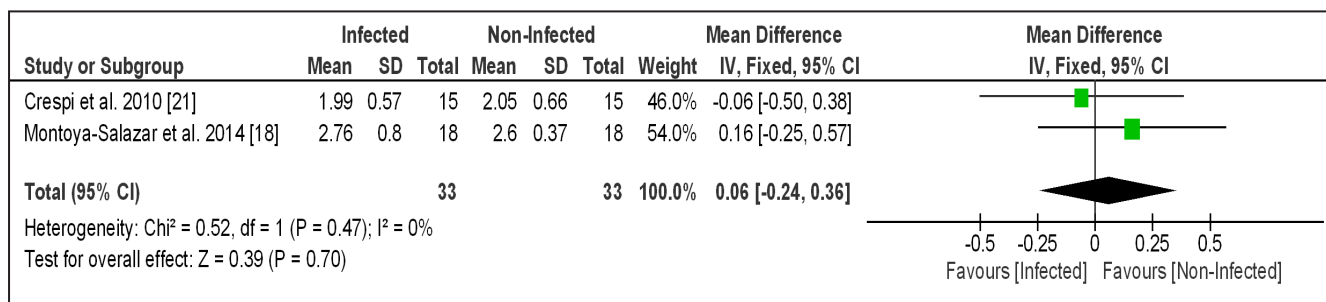 Infected Non-Infected Mean Difference Mean Difference
Study or Subgroup Mean SD Total Mean SD Total Weight IV, Fixed, 95% CI IV, Fixed, 95% CI
Crespi et al. 2010 [21] 1.99 0.57 15 2.05 0.66 15 46.0% -0.06 [-0.50, 0.38]
Montoya-Salazar et al. 2014 [18] 2.76 0.8 18 2.6 0.37 18 54.0% 0.16 [-0.25, 0.57]
Total (95% CI) 33 33 100.0% 0.06 [-0.24, 0.36]
Heterogeneity: Chi² = 0.52, df = 1 (P = 0.47); I² = 0%
Test for overall effect: Z = 0.39 (P = 0.70)
-0.5 -0.25 0 0.25 0.5
Favours [Infected] Favours [Non-Infected]